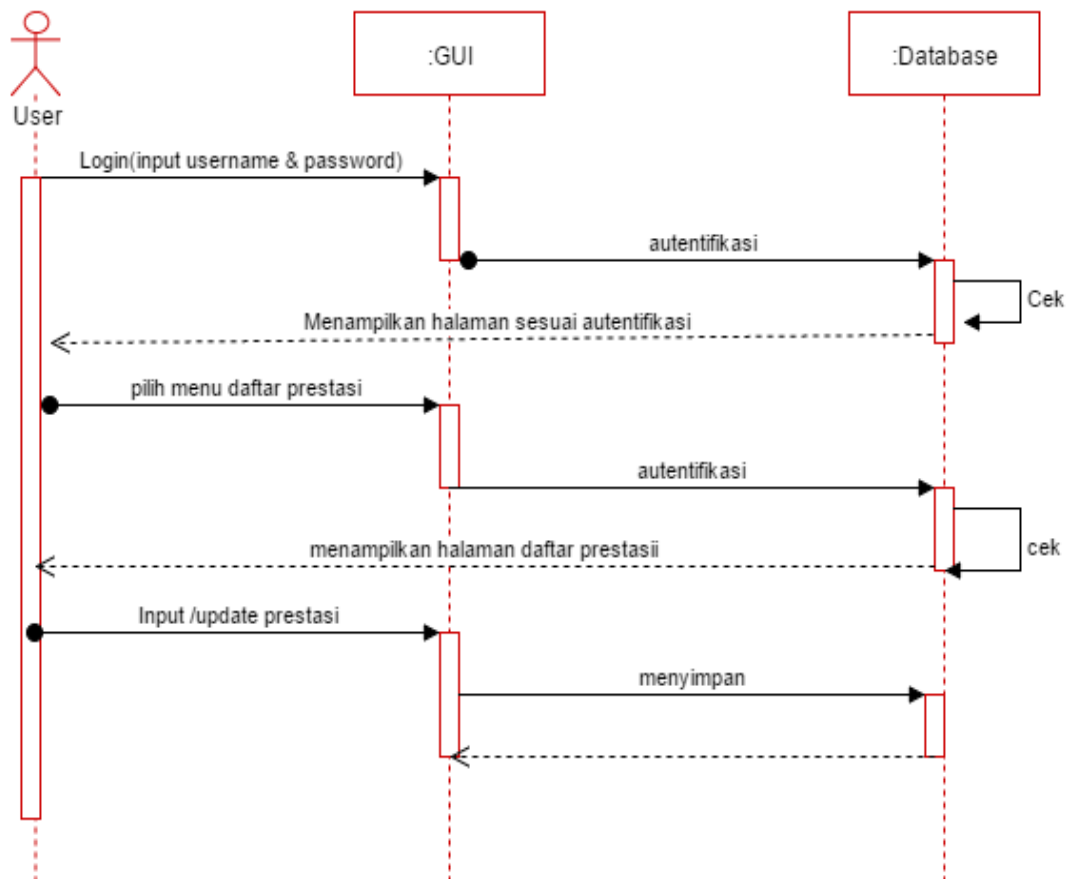 :GUI
:Database
User
Login(input username & password)
autentifikasi
Cek
Menampilkan halaman sesuai autentifikasi
pilih menu daftar prestasi
autentifikasi
cek
menampilkan halaman daftar prestasii
Input /update prestasi
menyimpan